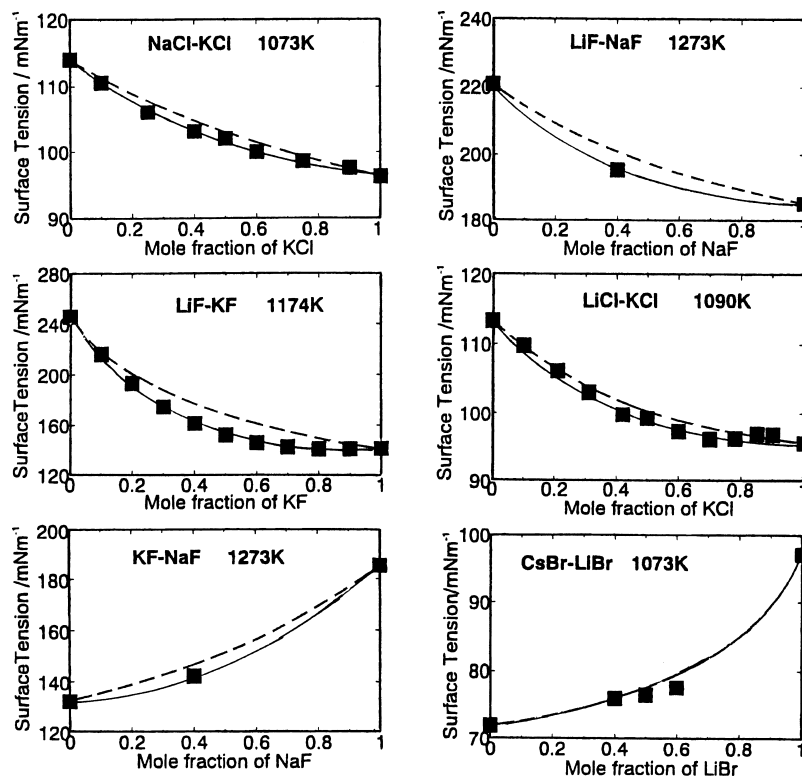 NaCl-KCl 1073K
Surface Tension / mNm-1
120
110
100
90
0 0.2 0.4 0.6 0.8 1
Mole fraction of KCl
LiF-NaF 1273K
Surface Tension /mNm-1
240
220
200
180
0 0.2 0.4 0.6 0.8 1
Mole fraction of NaF
LiF-KF 1174K
SurfaceTension /mNm-1
280
240
200
160
120
0 0.2 0.4 0.6 0.8 1
Mole fraction of KF
LiCl-KCl 1090K
Surface Tension /mNm-1
120
110
100
90
0 0.2 0.4 0.6 0.8 1
Mole fraction of KCl
KF-NaF 1273K
SurfaceTension /mNm-1
200
180
160
140
120
0 0.2 0.4 0.6 0.8 1
Mole fraction of NaF
CsBr-LiBr 1073K
Surface Tension/mNm-1
100
90
80
70
0 0.2 0.4 0.6 0.8 1
Mole fraction of LiBr